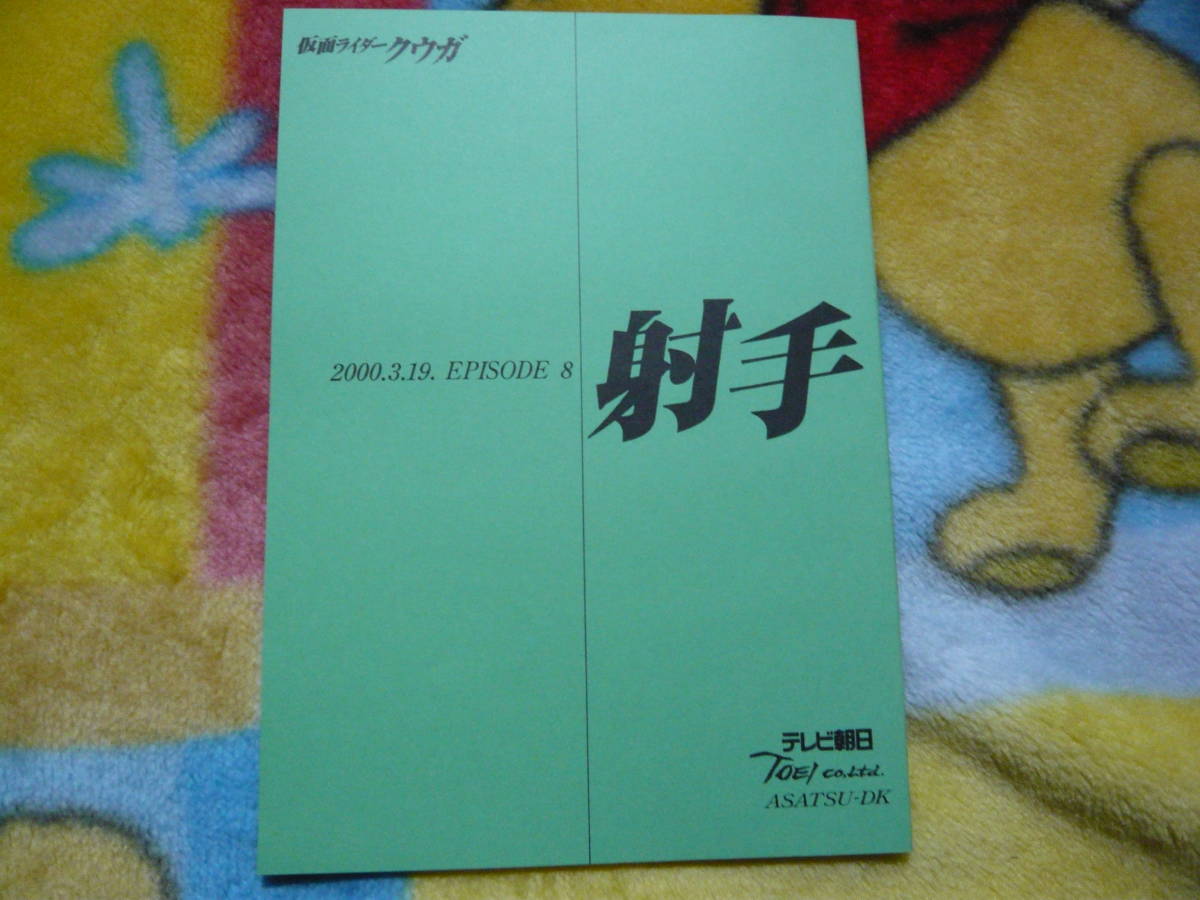 仮面ライダークウガ
2000.3.19. EPISODE 8
射手
テレビ朝日
TOEI CO.,Ltd.
ASATSU-DK